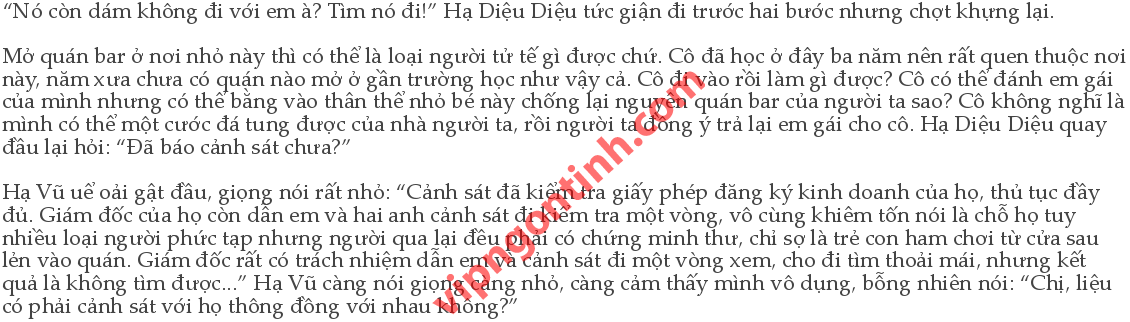 “Nó còn dám không đi với em à? Tìm nó đi!” Hạ Diệu Diệu tức giận đi trước hai bước nhưng chợt khựng lại.
Mở quán bar ở nơi nhỏ này thì có thể là loại người tử tế gì được chứ. Cô đã học ở đây ba năm nên rất quen thuộc nơi
này, năm xưa chưa có quán nào mở ở gần trường học như vậy cả. Cô đi vào rồi làm gì được? Cô có thể đánh em gái
của mình nhưng có thể bằng vào thân thể nhỏ bé này chống lại nguyên quán bar của người ta sao? Cô không nghĩ là
mình có thể một cước đá tung được cửa nhà người ta, rồi người ta đồng ý trả lại em gái cho cô. Hạ Diệu Diệu quay
đầu lại hỏi: “Đã báo cảnh sát chưa?”
Hạ Vũ uể oải gật đầu, giọng nói rất nhỏ: “Cảnh sát đã kiểm tra giấy phép đăng ký kinh doanh của họ, thủ tục đầy
đủ. Giám đốc của họ còn dẫn em và hai anh cảnh sát đi kiểm tra một vòng, vô cùng khiêm tốn nói là chỗ họ tuy
nhiều loại người phức tạp nhưng người qua lại đều phải có chứng minh thư, chỉ sợ là trẻ con ham chơi từ cửa sau
lẻn vào quán. Giám đốc rất có trách nhiệm dẫn em và cảnh sát đi một vòng xem, cho đi tìm thoải mái, nhưng kết
quả là không tìm được...” Hạ Vũ càng nói giọng càng nhỏ, càng cảm thấy mình vô dụng, bỗng nhiên nói: “Chị, liệu
có phải cảnh sát với họ thông đồng với nhau không?”
vipngontinh.com